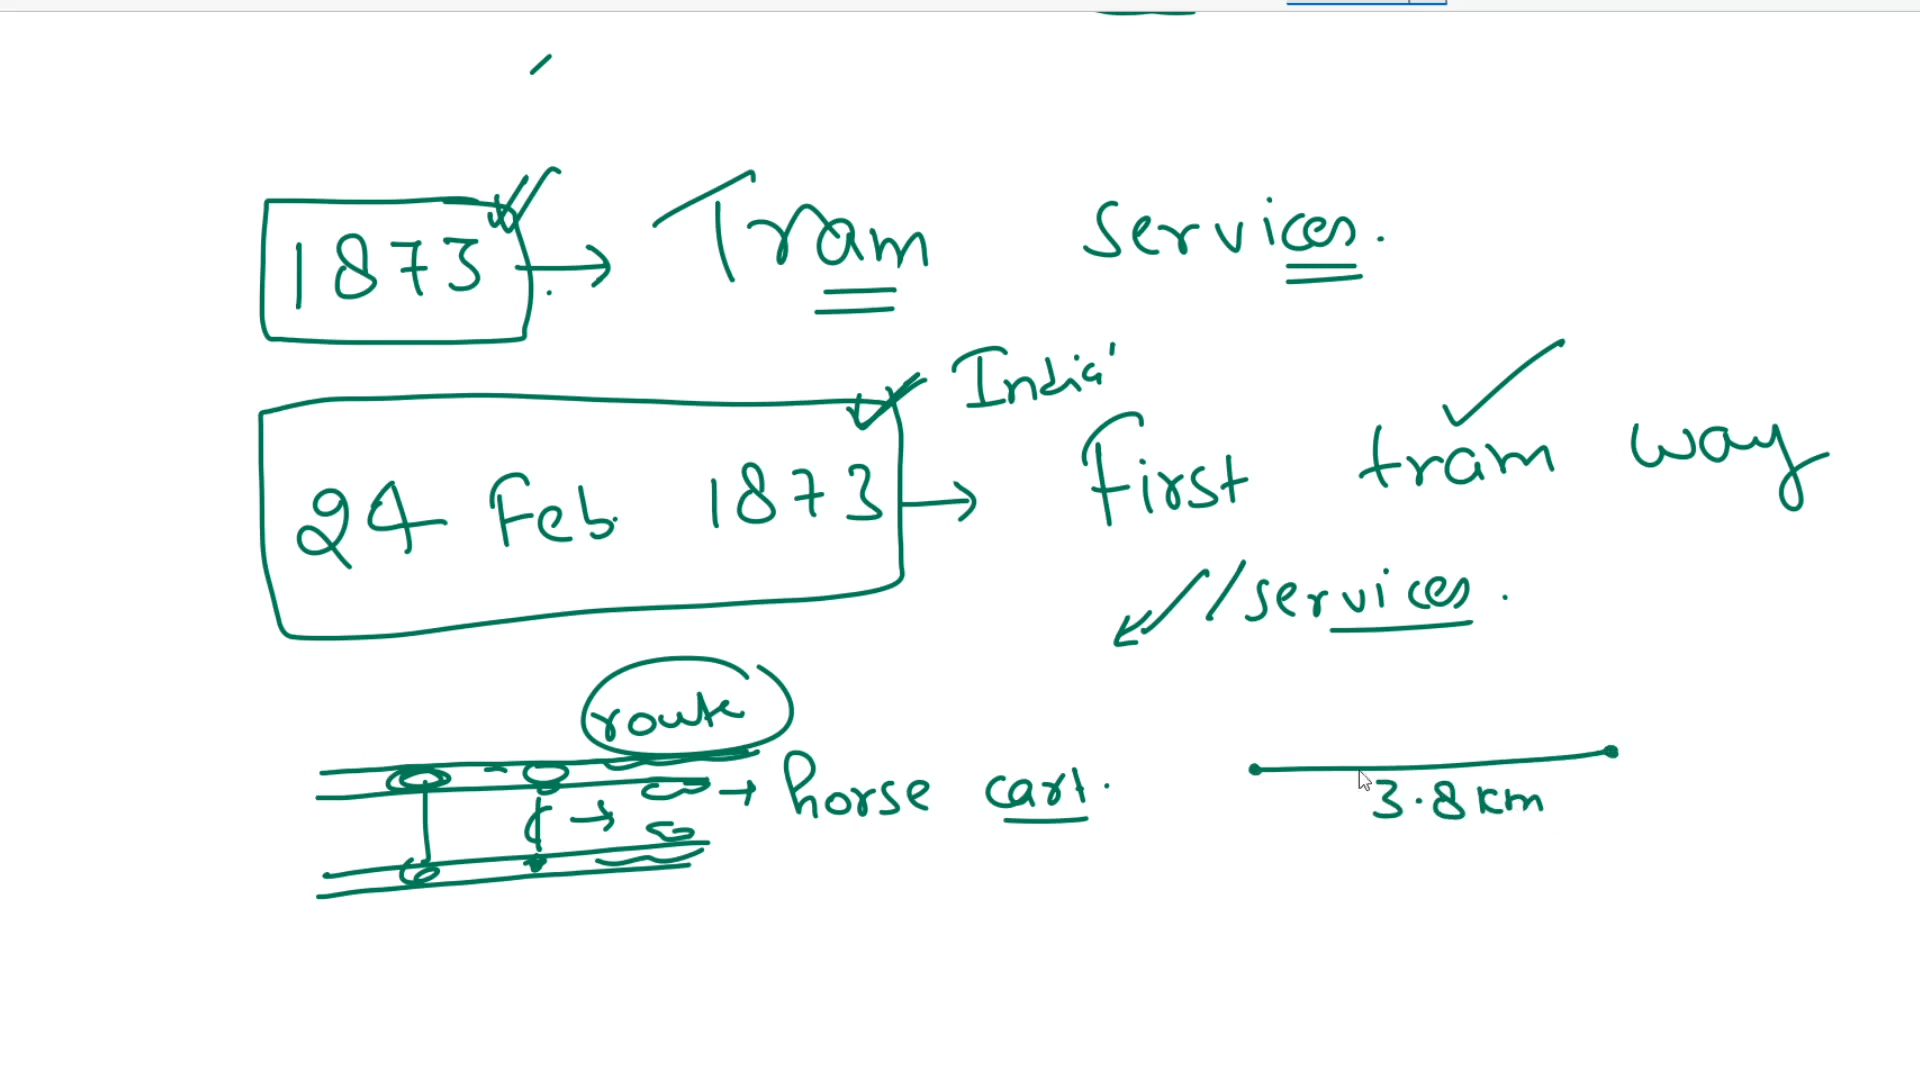 1873 → Tram Services.
India
24 Feb. 1873 → First tram way
services.
route
→ horse cart.
3.8 km